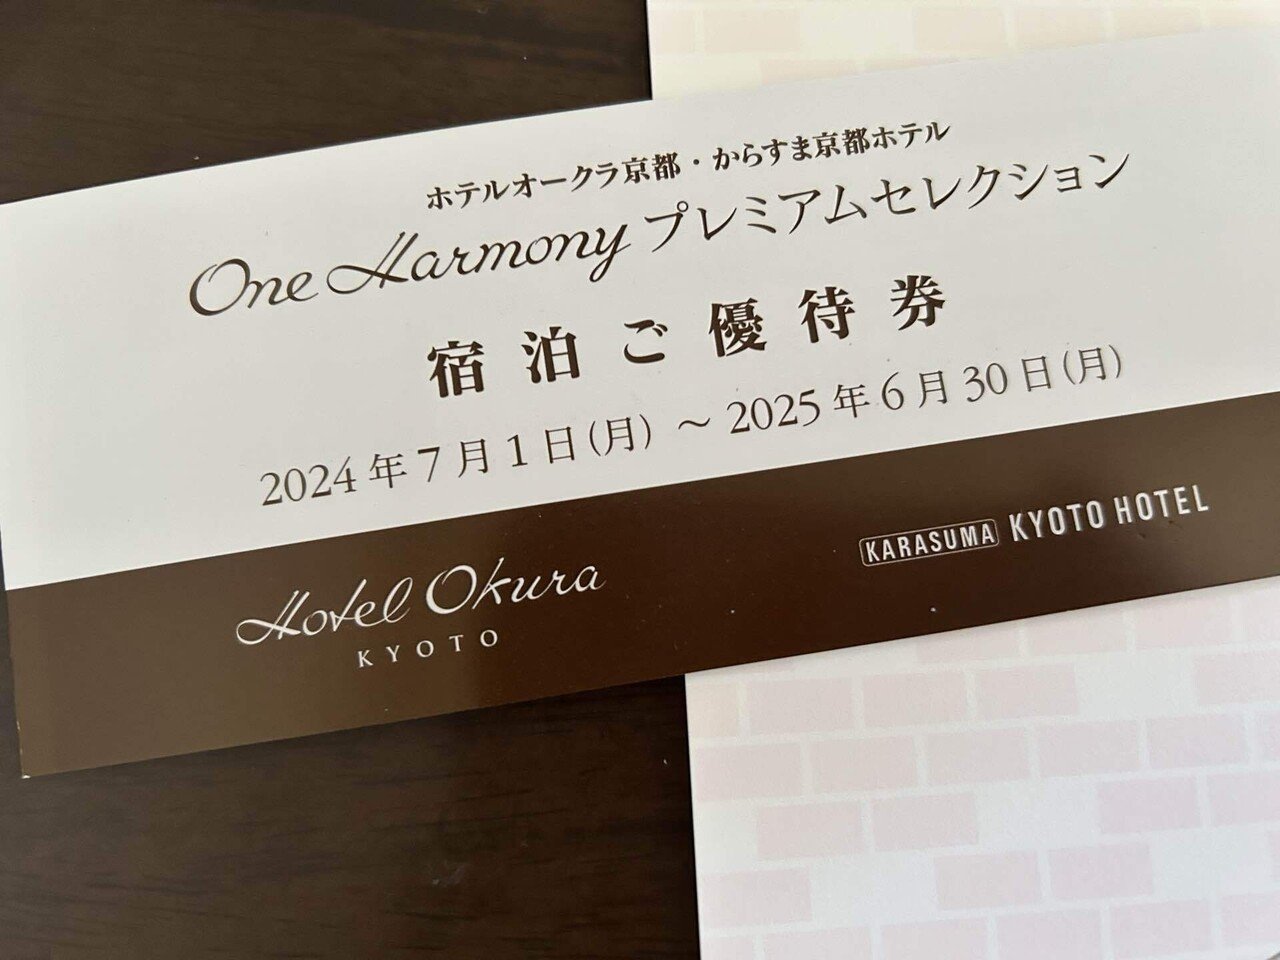 ホテルオークラ京都・からすま京都ホテル
One Harmony プレミアムセレクション
宿泊ご優待券
2024年7月1日(月)～2025年6月30日(月)
Hotel Okura
KYOTO
KARASUMA KYOTO HOTEL